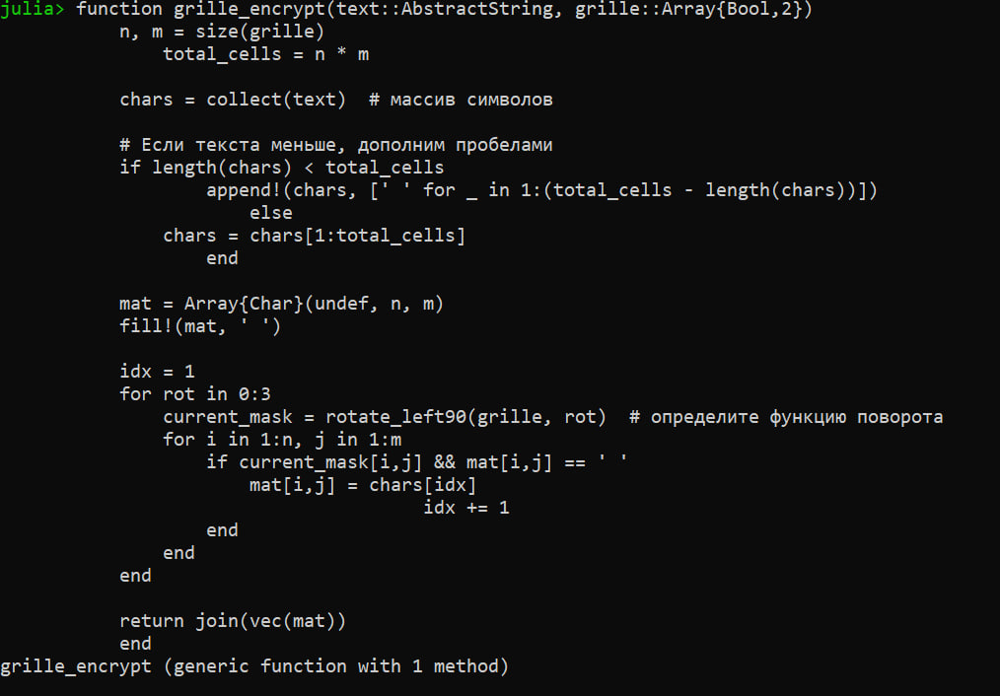 julia> function grille_encrypt(text::AbstractString, grille::Array{Bool,2})
n, m = size(grille)
total_cells = n * m
chars = collect(text)  # массив символов
# Если текста меньше, дополним пробелами
if length(chars) < total_cells
append!(chars, [' ' for _ in 1:(total_cells - length(chars))])
else
chars = chars[1:total_cells]
end
mat = Array{Char}(undef, n, m)
fill!(mat, ' ')
idx = 1
for rot in 0:3
current_mask = rotate_left90(grille, rot)  # определите функцию поворота
for i in 1:n, j in 1:m
if current_mask[i,j] && mat[i,j] == ' '
mat[i,j] = chars[idx]
idx += 1
end
end
end
return join(vec(mat))
end
grille_encrypt (generic function with 1 method)